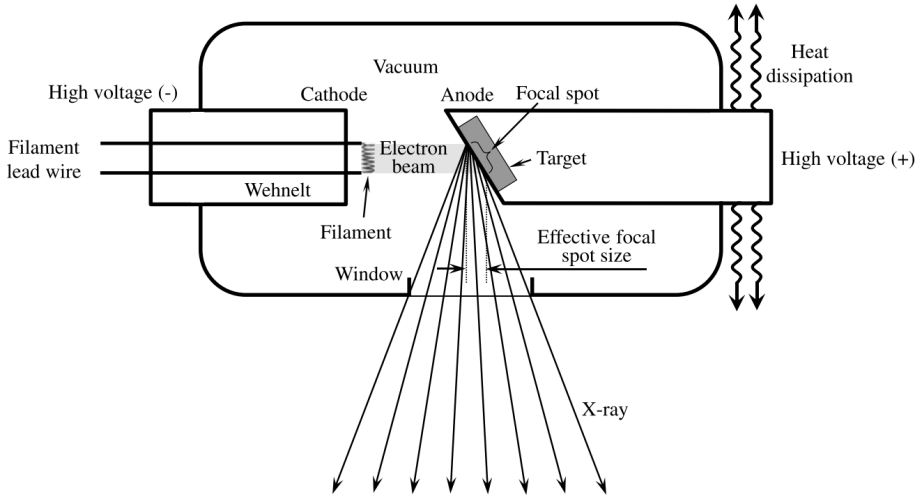 Heat
dissipation
Vacuum
High voltage (-)
Cathode
Anode
Focal spot
Filament
lead wire
Electron
beam
Target
High voltage (+)
Wehnelt
Filament
Effective focal
spot size
Window
X-ray